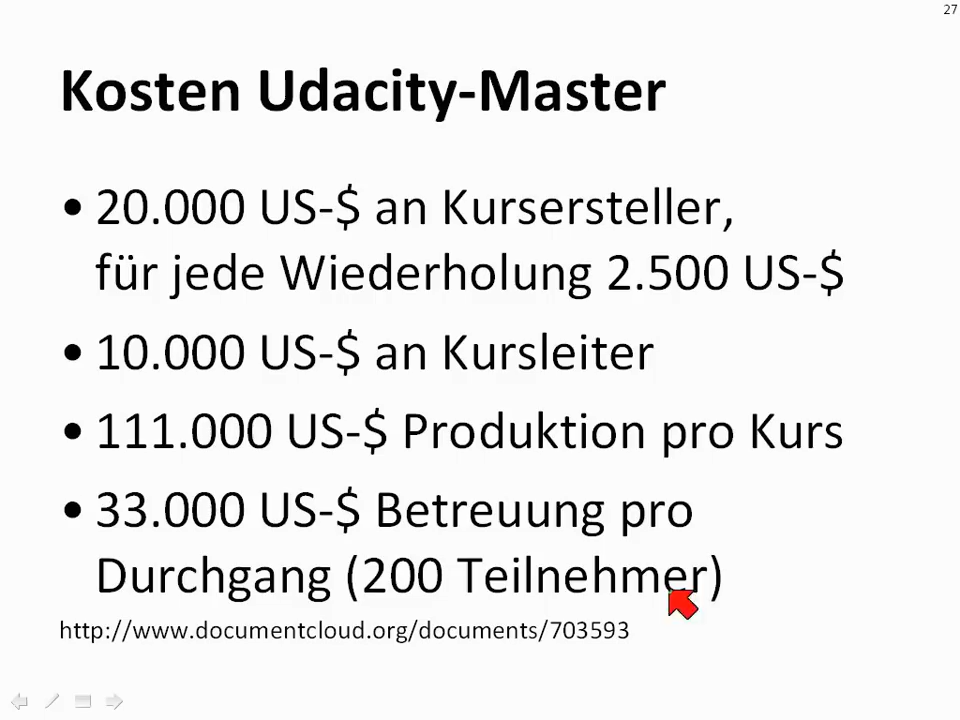 27
Kosten Udacity-Master
• 20.000 US-$ an Kursersteller,
für jede Wiederholung 2.500 US-$
• 10.000 US-$ an Kursleiter
• 111.000 US-$ Produktion pro Kurs
• 33.000 US-$ Betreuung pro
Durchgang (200 Teilnehmer)
http://www.documentcloud.org/documents/703593